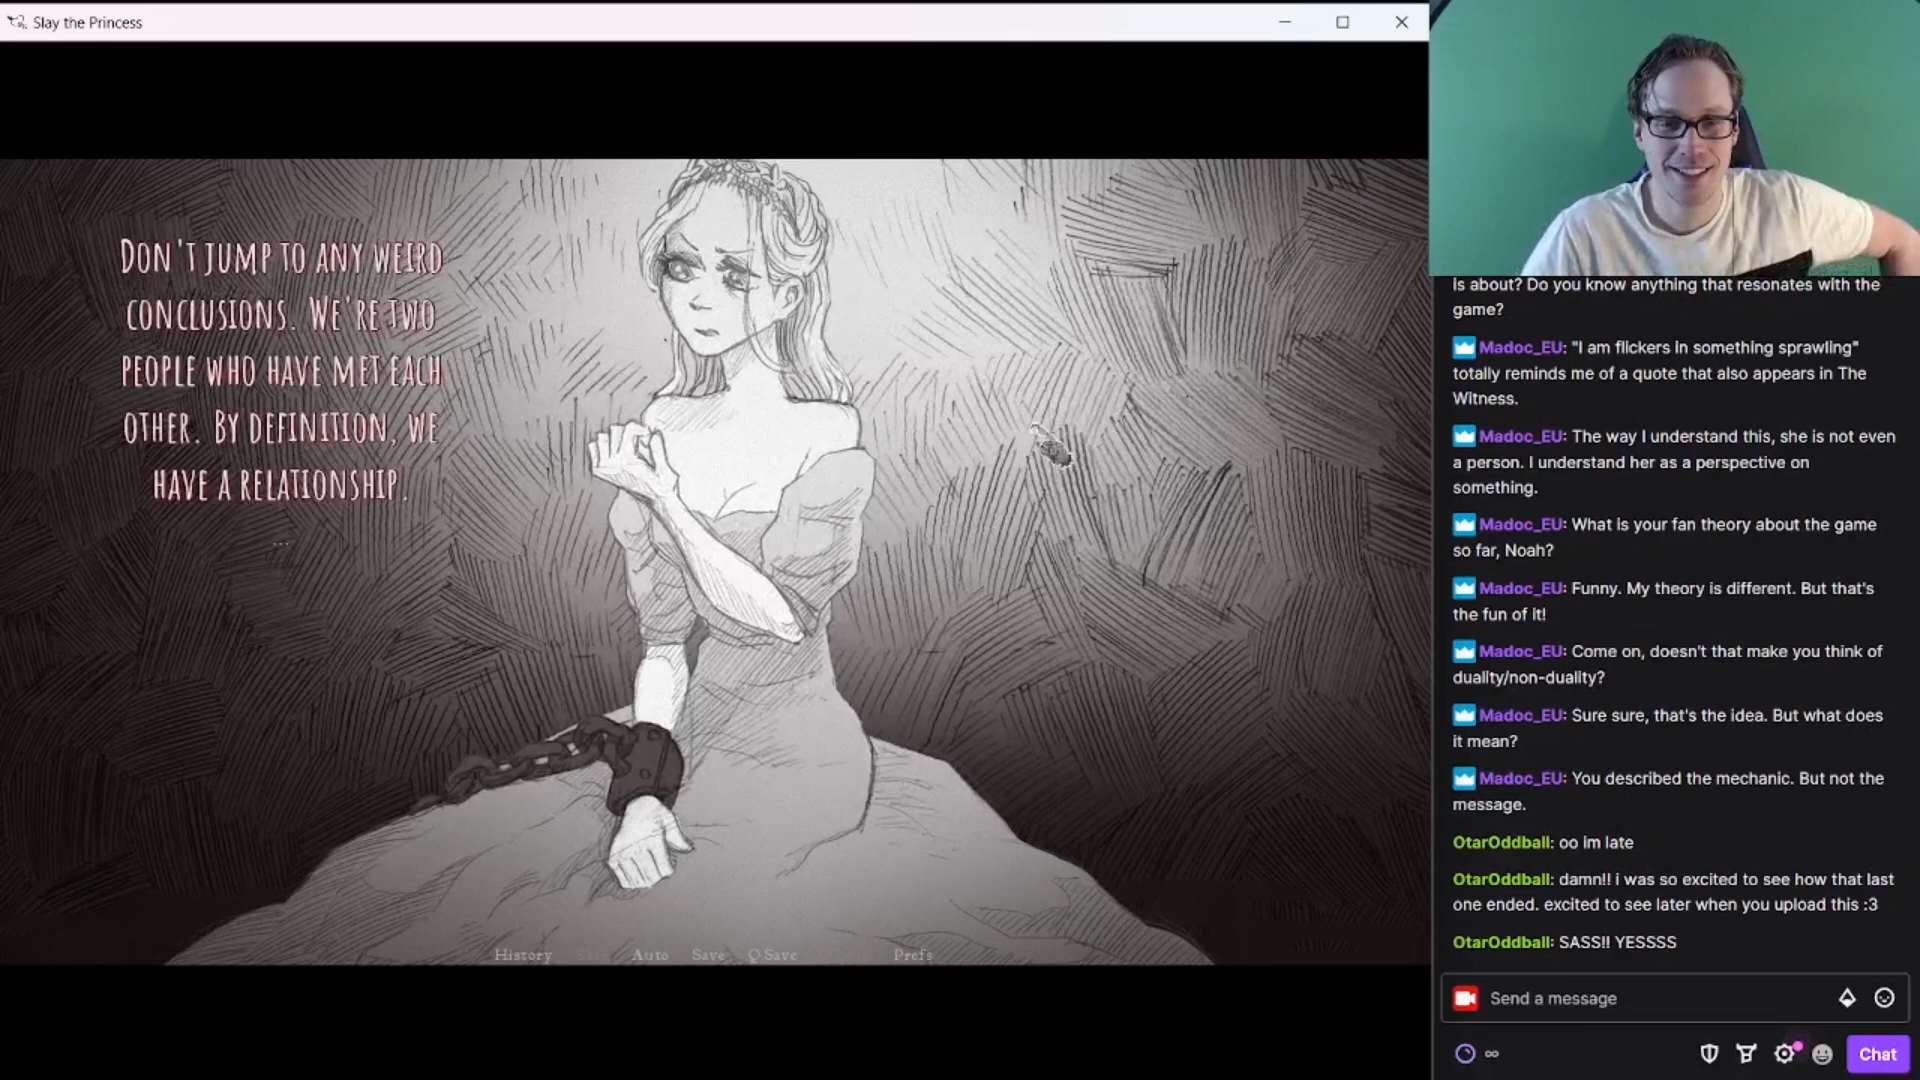 Slay the Princess
DON'T JUMP TO ANY WEIRD
CONCLUSIONS. WE'RE TWO
PEOPLE WHO HAVE MET EACH
OTHER. BY DEFINITION, WE
HAVE A RELATIONSHIP.
...
History Auto Save Q Save Prefs
is about? Do you know anything that resonates with the
game?
Madoc_EU: "I am flickers in something sprawling"
totally reminds me of a quote that also appears in The
Witness.
Madoc_EU: The way I understand this, she is not even
a person. I understand her as a perspective on
something.
Madoc_EU: What is your fan theory about the game
so far, Noah?
Madoc_EU: Funny. My theory is different. But that's
the fun of it!
Madoc_EU: Come on, doesn't that make you think of
duality/non-duality?
Madoc_EU: Sure sure, that's the idea. But what does
it mean?
Madoc_EU: You described the mechanic. But not the
message.
OtarOddball: oo im late
OtarOddball: damn!! i was so excited to see how that last
one ended. excited to see later when you upload this :3
OtarOddball: SASS!! YESSSS
Send a message
∞
Chat